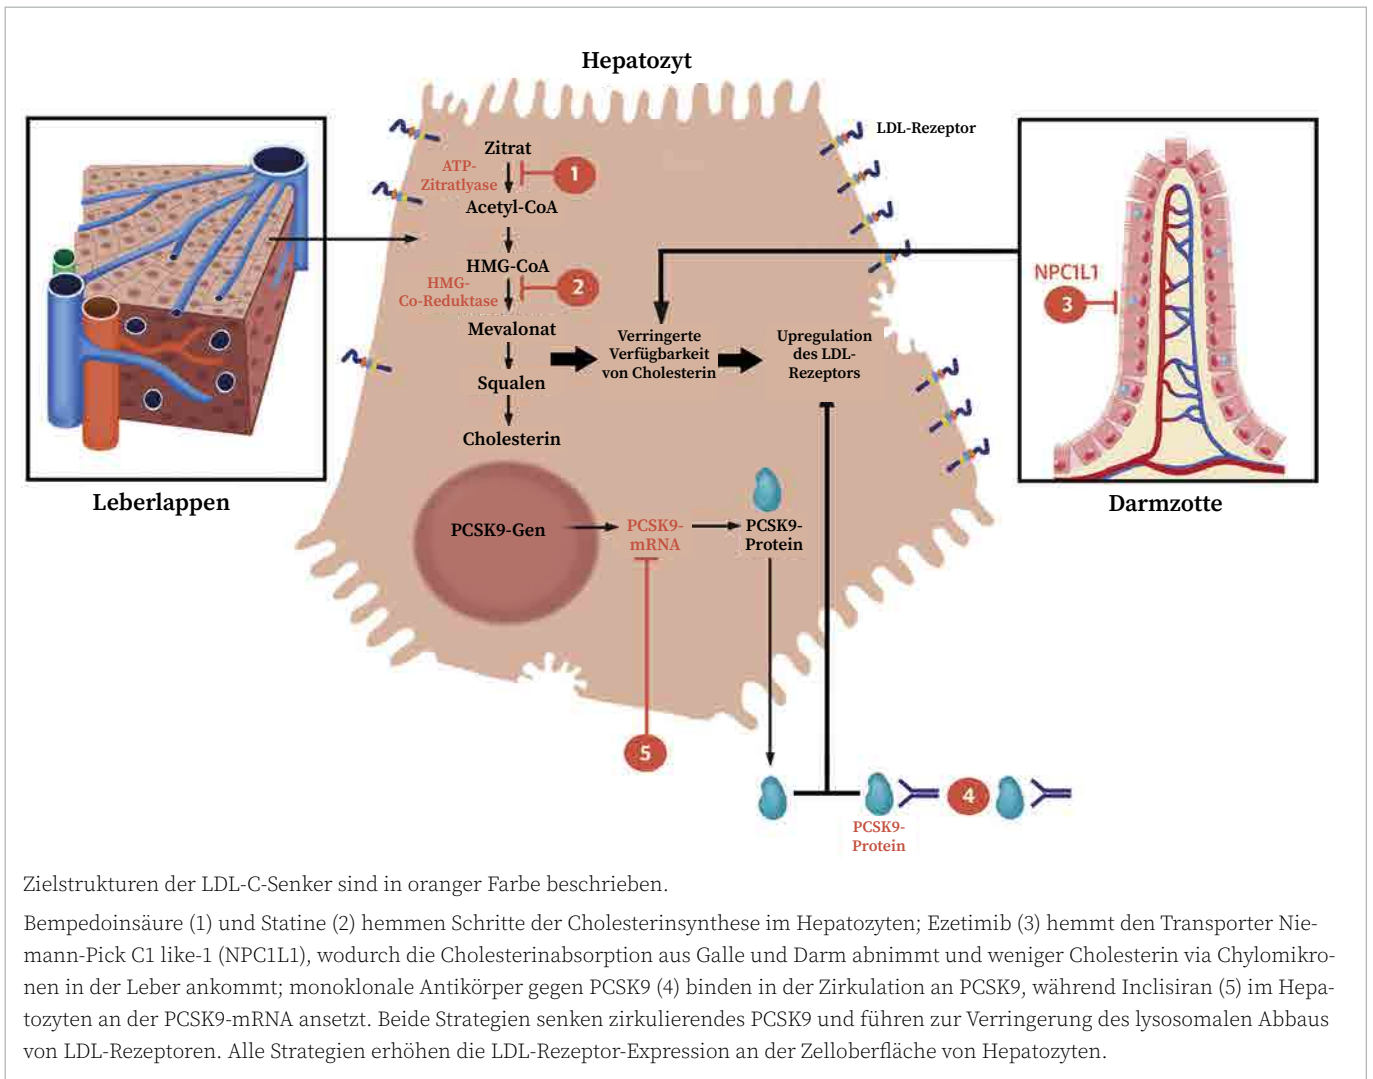 Hepatozyt
LDL-Rezeptor
Zitrat
ATP-
Zitratlyase
1
Acetyl-CoA
HMG-CoA
HMG-
Co-Reduktase
2
Mevalonat
Squalen
Cholesterin
Verringerte
Verfügbarkeit
von Cholesterin
Upregulation
des LDL-
Rezeptors
NPC1L1
3
Leberlappen
Darmzotte
PCSK9-Gen
PCSK9-
mRNA
PCSK9-
Protein
5
4
PCSK9-
Protein
Zielstrukturen der LDL-C-Senker sind in oranger Farbe beschrieben.
Bempedoinsäure (1) und Statine (2) hemmen Schritte der Cholesterinsynthese im Hepatozyten; Ezetimib (3) hemmt den Transporter Nie-
mann-Pick C1 like-1 (NPC1L1), wodurch die Cholesterinabsorption aus Galle und Darm abnimmt und weniger Cholesterin via Chylomikro-
nen in der Leber ankommt; monoklonale Antikörper gegen PCSK9 (4) binden in der Zirkulation an PCSK9, während Inclisiran (5) im Hepa-
tozyten an der PCSK9-mRNA ansetzt. Beide Strategien senken zirkulierendes PCSK9 und führen zur Verringerung des lysosomalen Abbaus
von LDL-Rezeptoren. Alle Strategien erhöhen die LDL-Rezeptor-Expression an der Zelloberfläche von Hepatozyten.